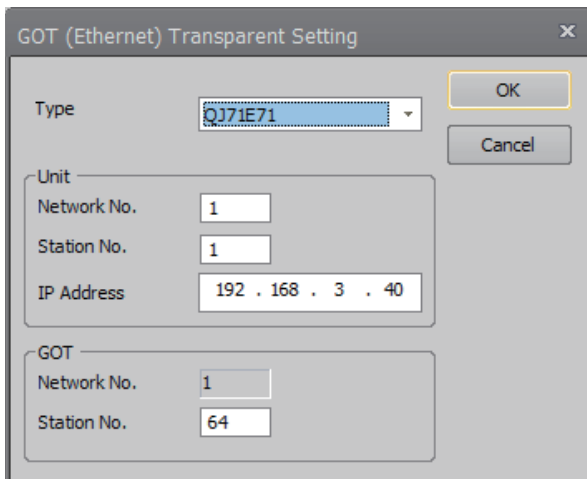 GOT (Ethernet) Transparent Setting x
Type QJ71E71 OK
Cancel
Unit
Network No. 1
Station No. 1
IP Address 192 . 168 . 3 . 40
GOT
Network No. 1
Station No. 64